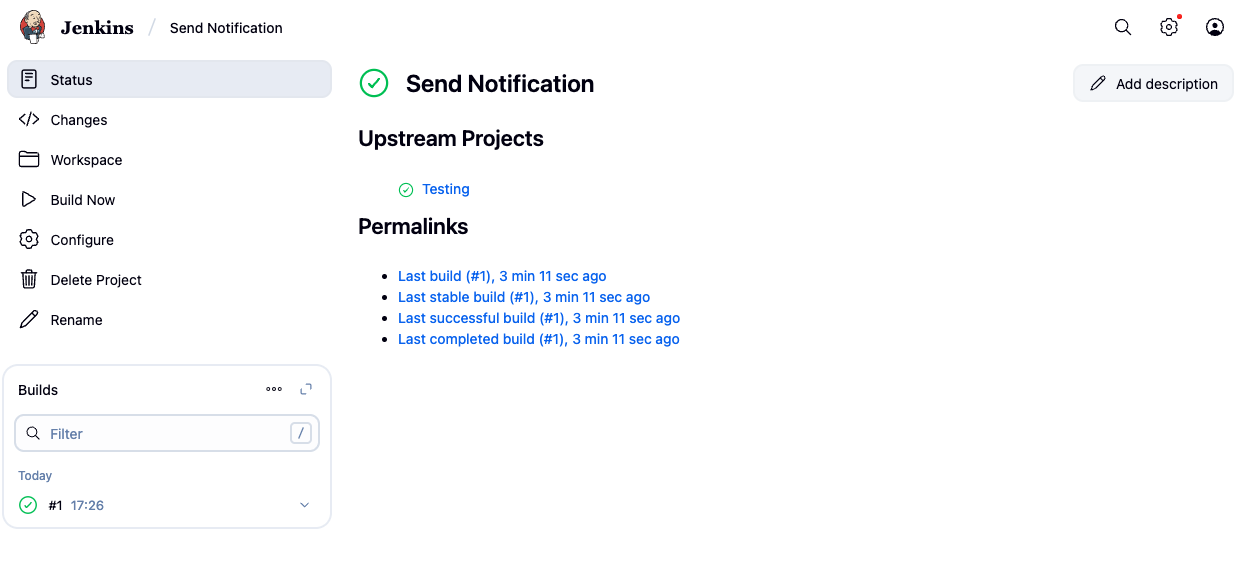 Jenkins / Send Notification
Status
Changes
Workspace
Build Now
Configure
Delete Project
Rename
Builds
Filter /
Today
#1 17:26
Send Notification
Add description
Upstream Projects
Testing
Permalinks
Last build (#1), 3 min 11 sec ago
Last stable build (#1), 3 min 11 sec ago
Last successful build (#1), 3 min 11 sec ago
Last completed build (#1), 3 min 11 sec ago